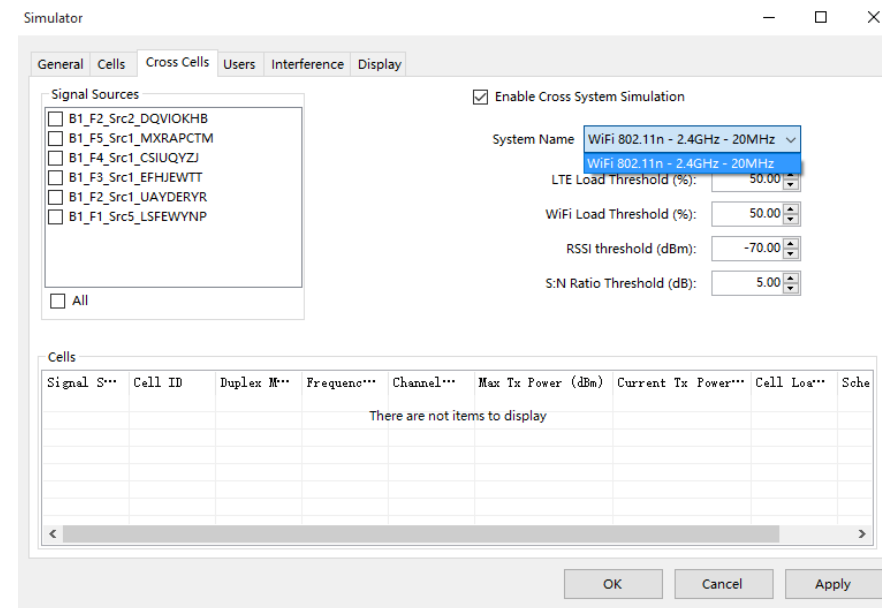 Simulator
General Cells Cross Cells Users Interference Display
Signal Sources
B1_F2_Src2_DQVIOKHB
B1_F5_Src1_MXRAPCTM
B1_F4_Src1_CSIUQYZJ
B1_F3_Src1_EFHJEWTT
B1_F2_Src1_UAYDERYR
B1_F1_Src5_LSFEWYNP
All
Enable Cross System Simulation
System Name WiFi 802.11n - 2.4GHz - 20MHz
WiFi 802.11n - 2.4GHz - 20MHz
LTE Load Threshold (%): 50.00
WiFi Load Threshold (%): 50.00
RSSI threshold (dBm): -70.00
S:N Ratio Threshold (dB): 5.00
Cells
Signal S··· Cell ID Duplex M··· Frequenc··· Channel··· Max Tx Power (dBm) Current Tx Power··· Cell Loa··· Sche
There are not items to display
OK Cancel Apply